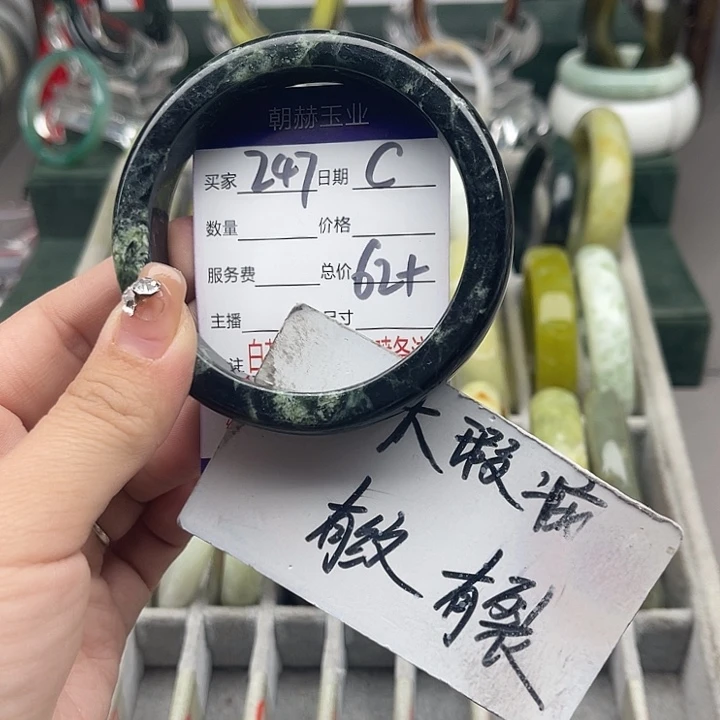 朝赫玉业
买家 247 日期 C
数量 价格
服务费 总价 62+
主播 尺寸
大瑕疵
有纹 有裂